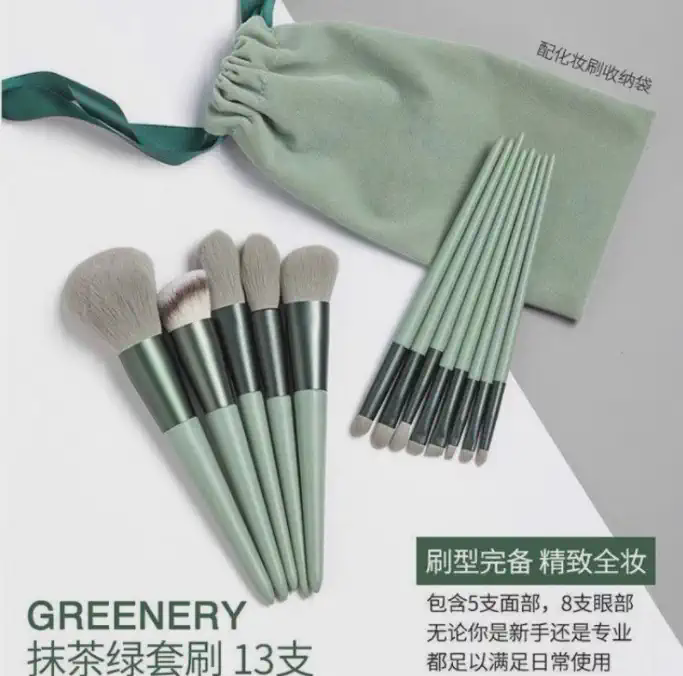 配化妆刷收纳袋
刷型完备 精致全妆
包含5支面部，8支眼部
无论你是新手还是专业
都足以满足日常使用
GREENERY
抹茶绿套刷 13支